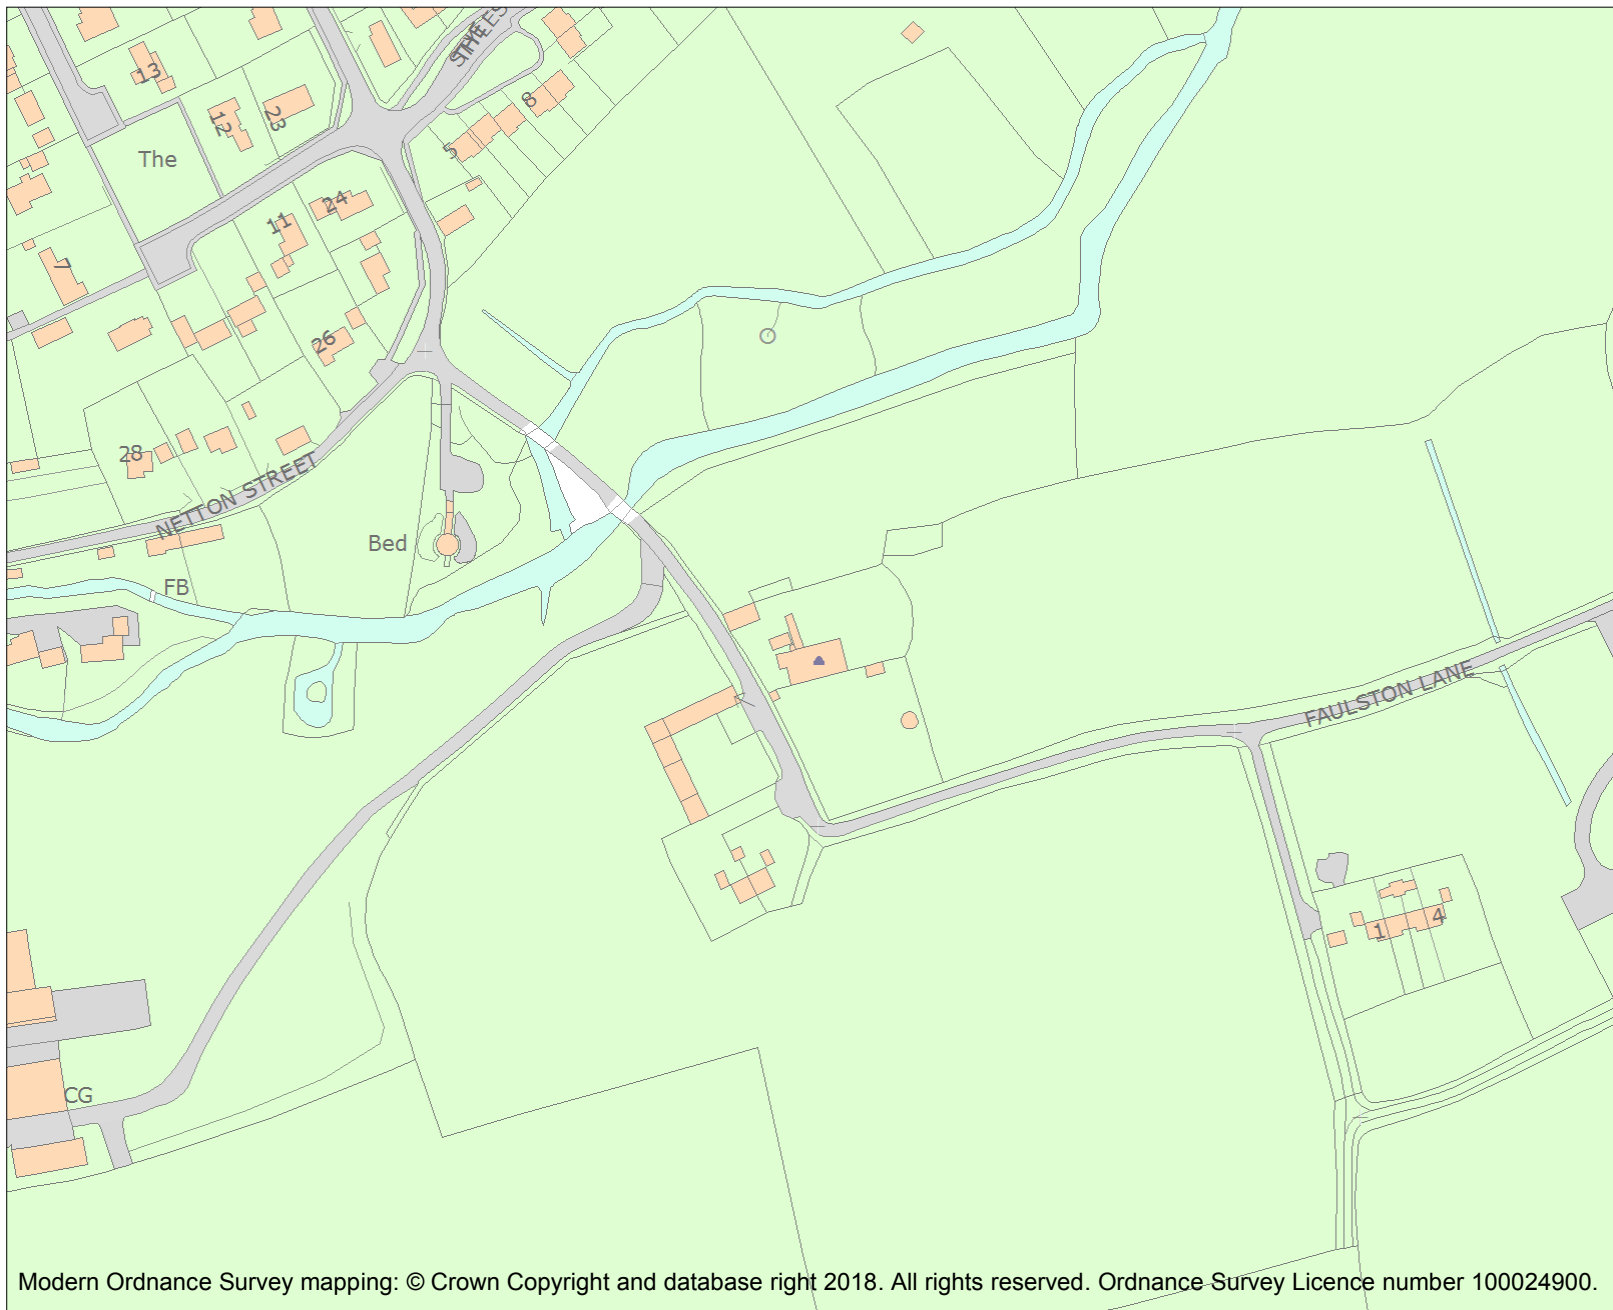 13
12
23
8
5
The
24
11
7
26
28
NETTON STREET
Bed
FB
FAULSTON LANE
1
4
CG
Modern Ordnance Survey mapping: © Crown Copyright and database right 2018. All rights reserved. Ordnance Survey Licence number 100024900.